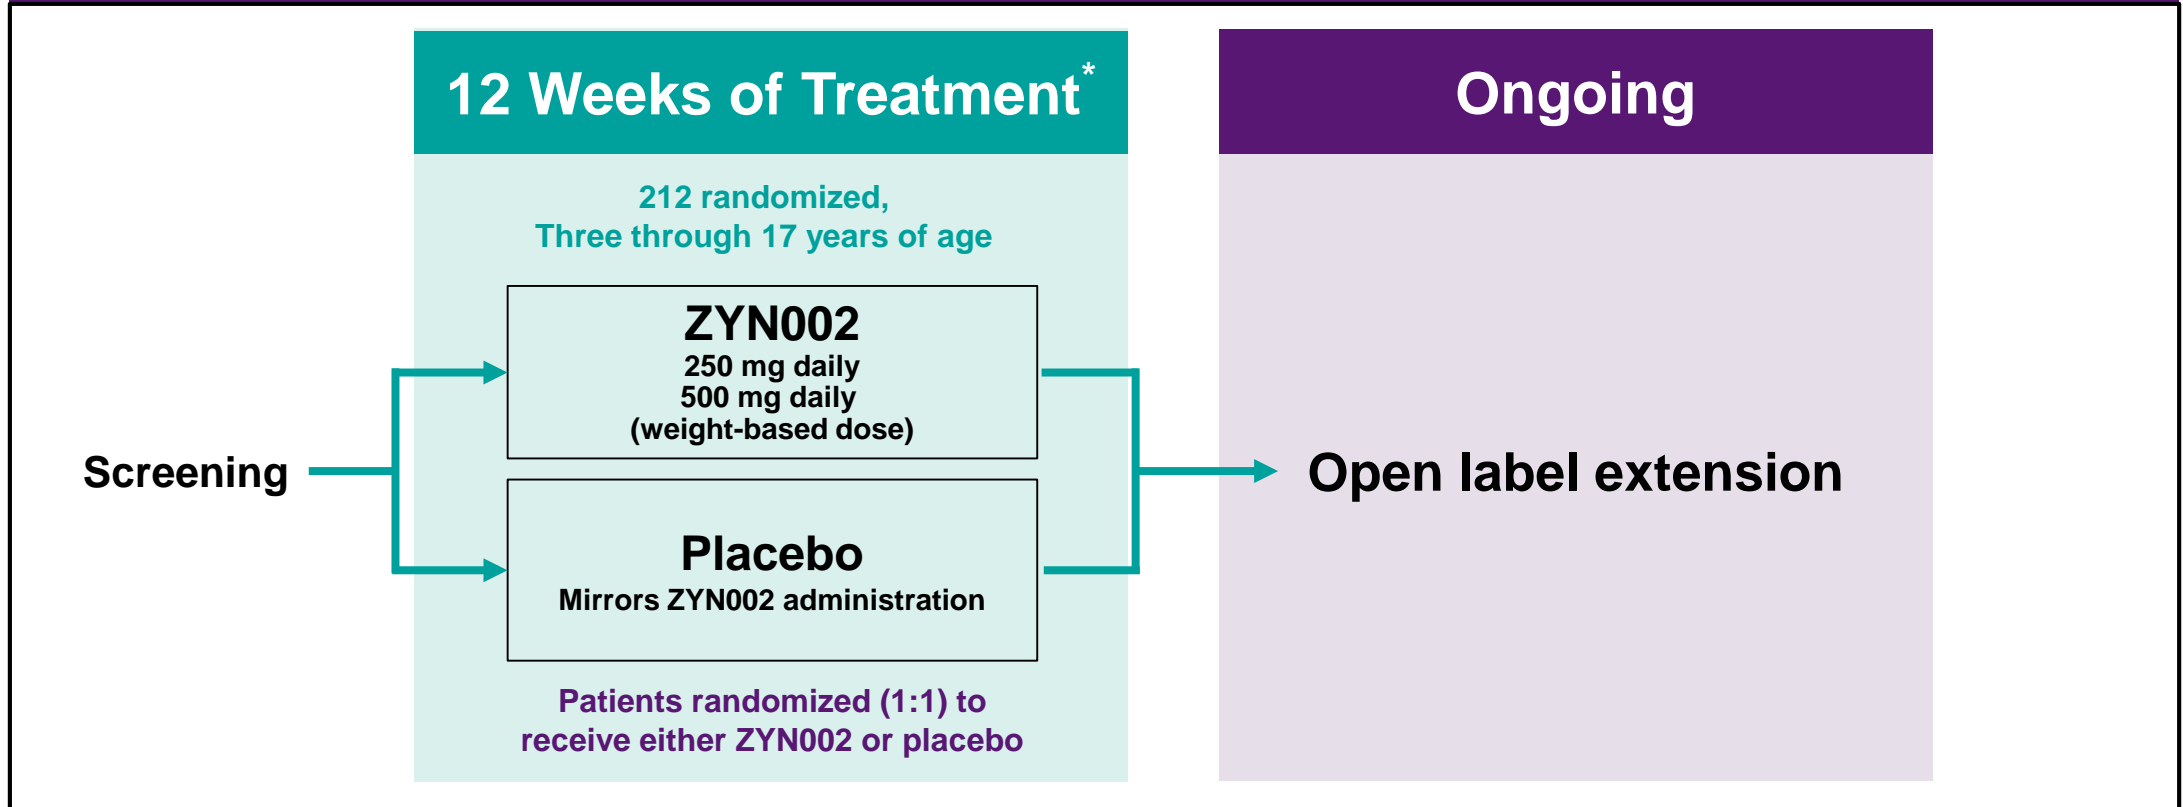 12 Weeks of Treatment*
Ongoing
212 randomized,
Three through 17 years of age
ZYN002
250 mg daily
500 mg daily
(weight-based dose)
Screening
Open label extension
Placebo
Mirrors ZYN002 administration
Patients randomized (1:1) to
receive either ZYN002 or placebo